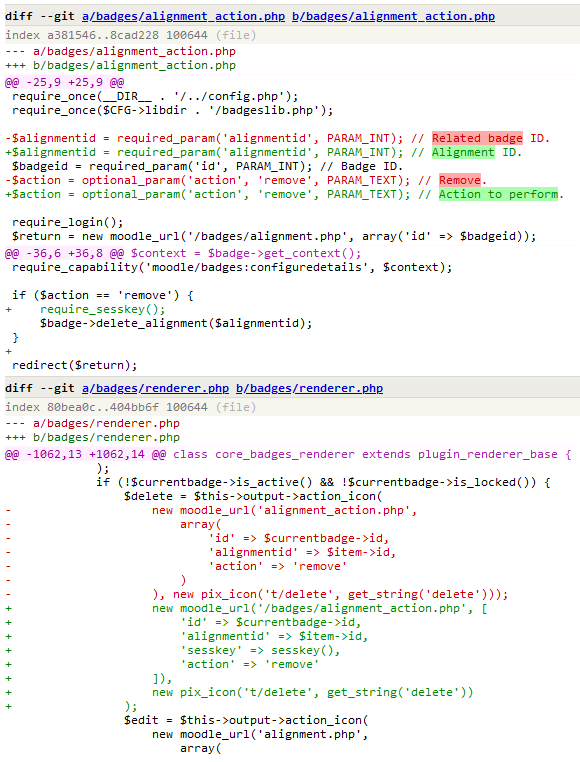 diff --git a/badges/alignment_action.php b/badges/alignment_action.php
index a381546..8cad228 100644 (file)
--- a/badges/alignment_action.php
+++ b/badges/alignment_action.php
@@ -25,9 +25,9 @@
 require_once(__DIR__ . '/../config.php');
 require_once($CFG->libdir . '/badgeslib.php');

-$alignmentid = required_param('alignmentid', PARAM_INT); // Related badge ID.
+$alignmentid = required_param('alignmentid', PARAM_INT); // Alignment ID.
 $badgeid = required_param('id', PARAM_INT); // Badge ID.
-$action = optional_param('action', 'remove', PARAM_TEXT); // Remove.
+$action = optional_param('action', 'remove', PARAM_TEXT); // Action to perform.

 require_login();
 $return = new moodle_url('/badges/alignment.php', array('id' => $badgeid));
@@ -36,6 +36,8 @@ $context = $badge->get_context();
 require_capability('moodle/badges:configuredetails', $context);

 if ($action == 'remove') {
+    require_sesskey();
     $badge->delete_alignment($alignmentid);
 }
+
 redirect($return);
diff --git a/badges/renderer.php b/badges/renderer.php
index 80bea0c..404bb6f 100644 (file)
--- a/badges/renderer.php
+++ b/badges/renderer.php
@@ -1062,13 +1062,14 @@ class core_badges_renderer extends plugin_renderer_base {
             );
             if (!$currentbadge->is_active() && !$currentbadge->is_locked()) {
                 $delete = $this->output->action_icon(
-                    new moodle_url('alignment_action.php',
-                        array(
-                            'id' => $currentbadge->id,
-                            'alignmentid' => $item->id,
-                            'action' => 'remove'
-                        )
-                    ), new pix_icon('t/delete', get_string('delete')));
+                    new moodle_url('/badges/alignment_action.php', [
+                        'id' => $currentbadge->id,
+                        'alignmentid' => $item->id,
+                        'sesskey' => sesskey(),
+                        'action' => 'remove'
+                    ]),
+                    new pix_icon('t/delete', get_string('delete'))
+                );
                 $edit = $this->output->action_icon(
                     new moodle_url('alignment.php',
                         array(